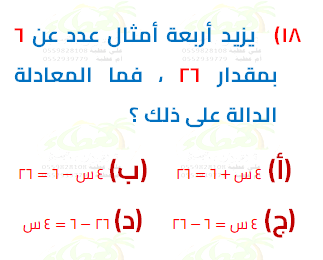 ١٨) يزيد أربعة أمثال عدد عن ٦
بمقدار ٢٦ ، فما المعادلة
الدالة على ذلك ؟
(أ) ٤ س + ٦ = ٢٦ (ب) ٤ س – ٦ = ٢٦
(ج) ٤ س = ٦ – ٢٦ (د) ٢٦ – ٦ = ٤ س